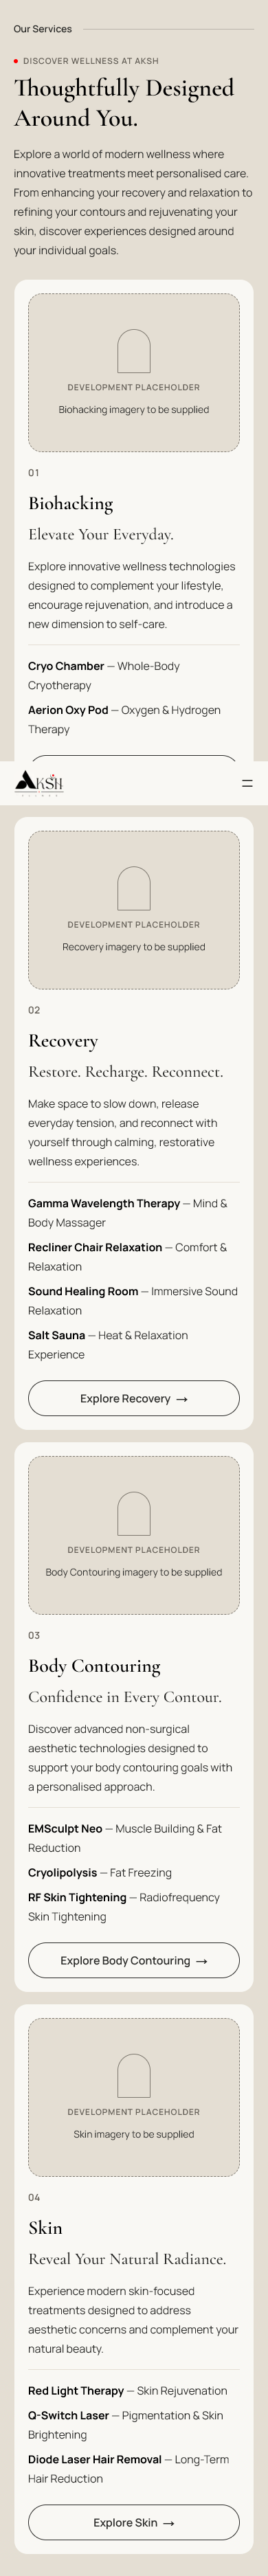 Our Services
DISCOVER WELLNESS AT AKSH
Thoughtfully Designed
Around You.
Explore a world of modern wellness where
innovative treatments meet personalised care.
From enhancing your recovery and relaxation to
refining your contours and rejuvenating your
skin, discover experiences designed around
your individual goals.
DEVELOPMENT PLACEHOLDER
Biohacking imagery to be supplied
01
Biohacking
Elevate Your Everyday.
Explore innovative wellness technologies
designed to complement your lifestyle,
encourage rejuvenation, and introduce a
new dimension to self-care.
Cryo Chamber — Whole-Body
Cryotherapy
Aerion Oxy Pod — Oxygen & Hydrogen
Therapy
AKSH
DEVELOPMENT PLACEHOLDER
Recovery imagery to be supplied
02
Recovery
Restore. Recharge. Reconnect.
Make space to slow down, release
everyday tension, and reconnect with
yourself through calming, restorative
wellness experiences.
Gamma Wavelength Therapy — Mind &
Body Massager
Recliner Chair Relaxation — Comfort &
Relaxation
Sound Healing Room — Immersive Sound
Relaxation
Salt Sauna — Heat & Relaxation
Experience
Explore Recovery →
DEVELOPMENT PLACEHOLDER
Body Contouring imagery to be supplied
03
Body Contouring
Confidence in Every Contour.
Discover advanced non-surgical
aesthetic technologies designed to
support your body contouring goals with
a personalised approach.
EMSculpt Neo — Muscle Building & Fat
Reduction
Cryolipolysis — Fat Freezing
RF Skin Tightening — Radiofrequency
Skin Tightening
Explore Body Contouring →
DEVELOPMENT PLACEHOLDER
Skin imagery to be supplied
04
Skin
Reveal Your Natural Radiance.
Experience modern skin-focused
treatments designed to address
aesthetic concerns and complement your
natural beauty.
Red Light Therapy — Skin Rejuvenation
Q-Switch Laser — Pigmentation & Skin
Brightening
Diode Laser Hair Removal — Long-Term
Hair Reduction
Explore Skin →